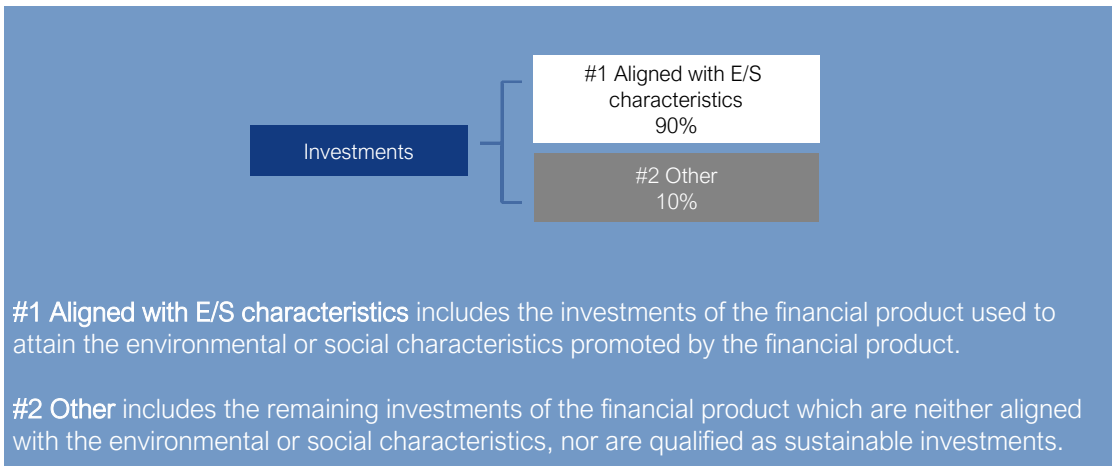 #1 Aligned with E/S
characteristics
90%
Investments
#2 Other
10%
#1 Aligned with E/S characteristics includes the investments of the financial product used to
attain the environmental or social characteristics promoted by the financial product.
#2 Other includes the remaining investments of the financial product which are neither aligned
with the environmental or social characteristics, nor are qualified as sustainable investments.